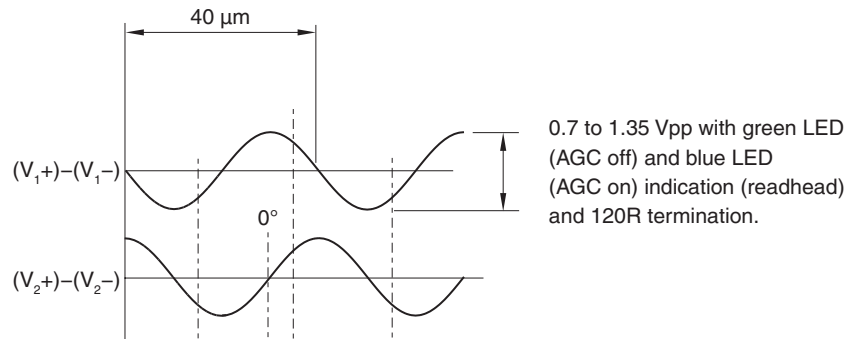 40 µm
0.7 to 1.35 Vpp with green LED
(AGC off) and blue LED
(AGC on) indication (readhead)
and 120R termination.
(V₁+)–(V₁–)
0°
(V₂+)–(V₂–)